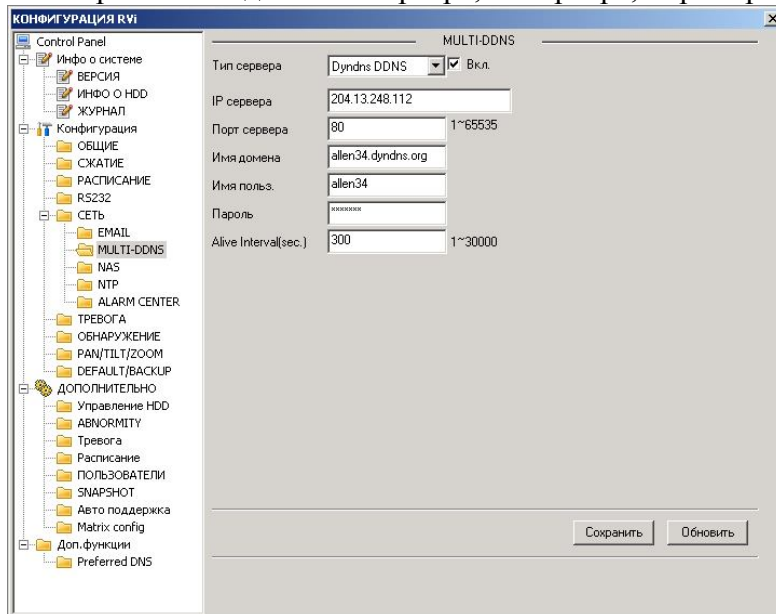 КОНФИГУРАЦИЯ RVi
Control Panel
Инфо о системе
ВЕРСИЯ
ИНФО О HDD
ЖУРНАЛ
Конфигурация
ОБЩИЕ
СЖАТИЕ
РАСПИСАНИЕ
RS232
СЕТЬ
EMAIL
MULTI-DDNS
NAS
NTP
ALARM CENTER
ТРЕВОГА
ОБНАРУЖЕНИЕ
PAN/TILT/ZOOM
DEFAULT/BACKUP
ДОПОЛНИТЕЛЬНО
Управление HDD
ABNORMITY
Тревога
Расписание
ПОЛЬЗОВАТЕЛИ
SNAPSHOT
Авто поддержка
Matrix config
Доп.функции
Preferred DNS
MULTI-DDNS
Тип сервера Dyndns DDNS Вкл.
IP сервера 204.13.248.112
Порт сервера 80 1~65535
Имя домена allen34.dyndns.org
Имя польз. allen34
Пароль *******
Alive Interval(sec.) 300 1~30000
Сохранить Обновить